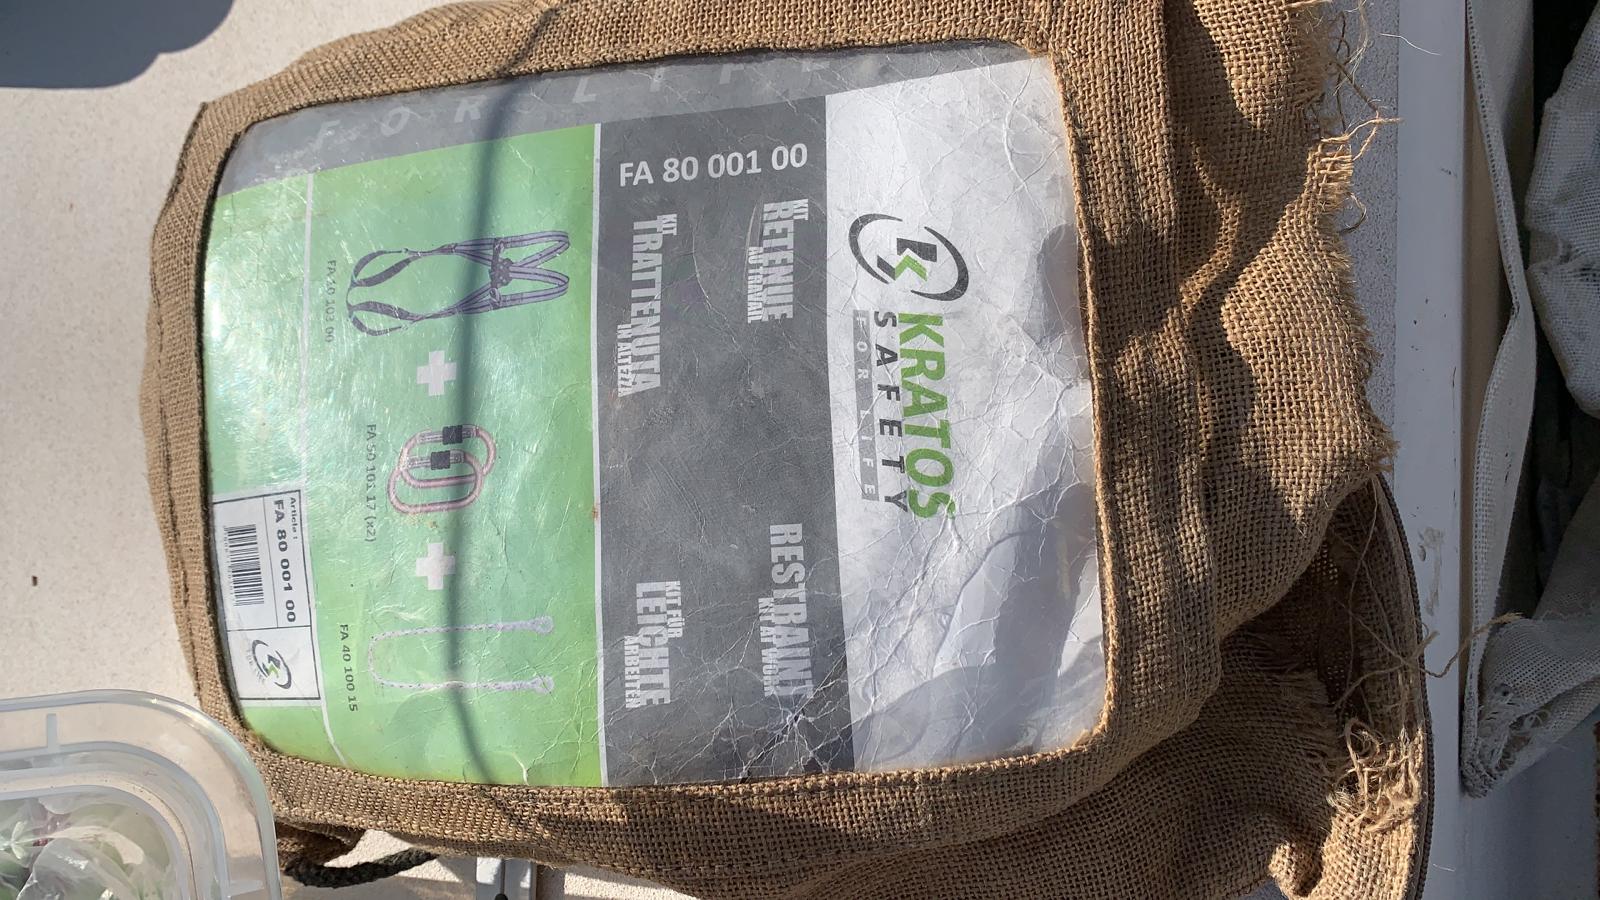 KRATOS
SAFETY
FOR LIFE
KIT
RETENUE
AU TRAVAIL
RESTRAINT
KIT AT WORK
FA 80 001 00
KIT
TRATTENUTA
IN ALTEZZA
KIT FÜR
LEICHTE
ARBEITEN
FA 10 103 00
FA 50 101 17 (x2)
FA 40 100 15
Article :
FA 80 001 00
FOR LIFE